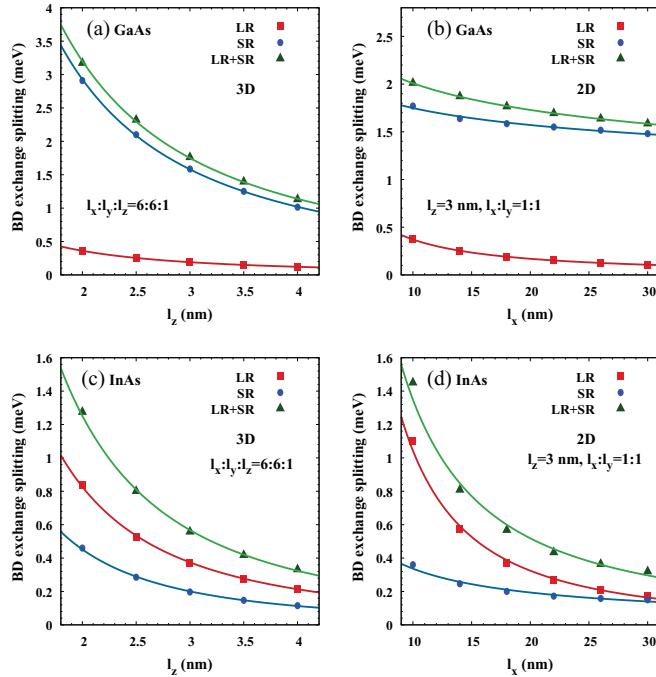 (a) GaAs
LR
SR
LR+SR
3D
l_x:l_y:l_z=6:6:1
BD exchange splitting (meV)
4
3.5
3
2.5
2
1.5
1
0.5
0
2
2.5
3
3.5
4
l_z (nm)
(b) GaAs
LR
SR
LR+SR
2D
l_z=3 nm, l_x:l_y=1:1
BD exchange splitting (meV)
3
2.5
2
1.5
1
0.5
0
10
15
20
25
30
l_x (nm)
(c) InAs
LR
SR
LR+SR
3D
l_x:l_y:l_z=6:6:1
BD exchange splitting (meV)
1.6
1.4
1.2
1
0.8
0.6
0.4
0.2
0
2
2.5
3
3.5
4
l_z (nm)
(d) InAs
LR
SR
LR+SR
2D
l_z=3 nm, l_x:l_y=1:1
BD exchange splitting (meV)
1.6
1.4
1.2
1
0.8
0.6
0.4
0.2
0
10
15
20
25
30
l_x (nm)